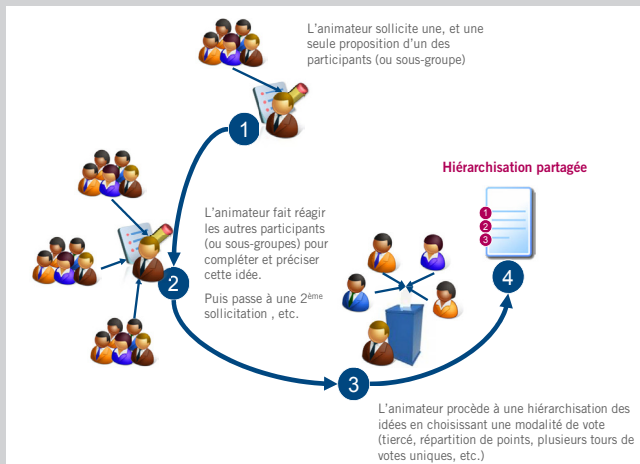 L'animateur sollicite une, et une
seule proposition d'un des
participants (ou sous-groupe)
1
Hiérarchisation partagée
1
2
3
L'animateur fait réagir
les autres participants
(ou sous-groupes) pour
compléter et préciser
cette idée.
Puis passe à une 2ème
sollicitation , etc.
2
4
3
L'animateur procède à une hiérarchisation des
idées en choisissant une modalité de vote
(tiercé, répartition de points, plusieurs tours de
votes uniques, etc.)